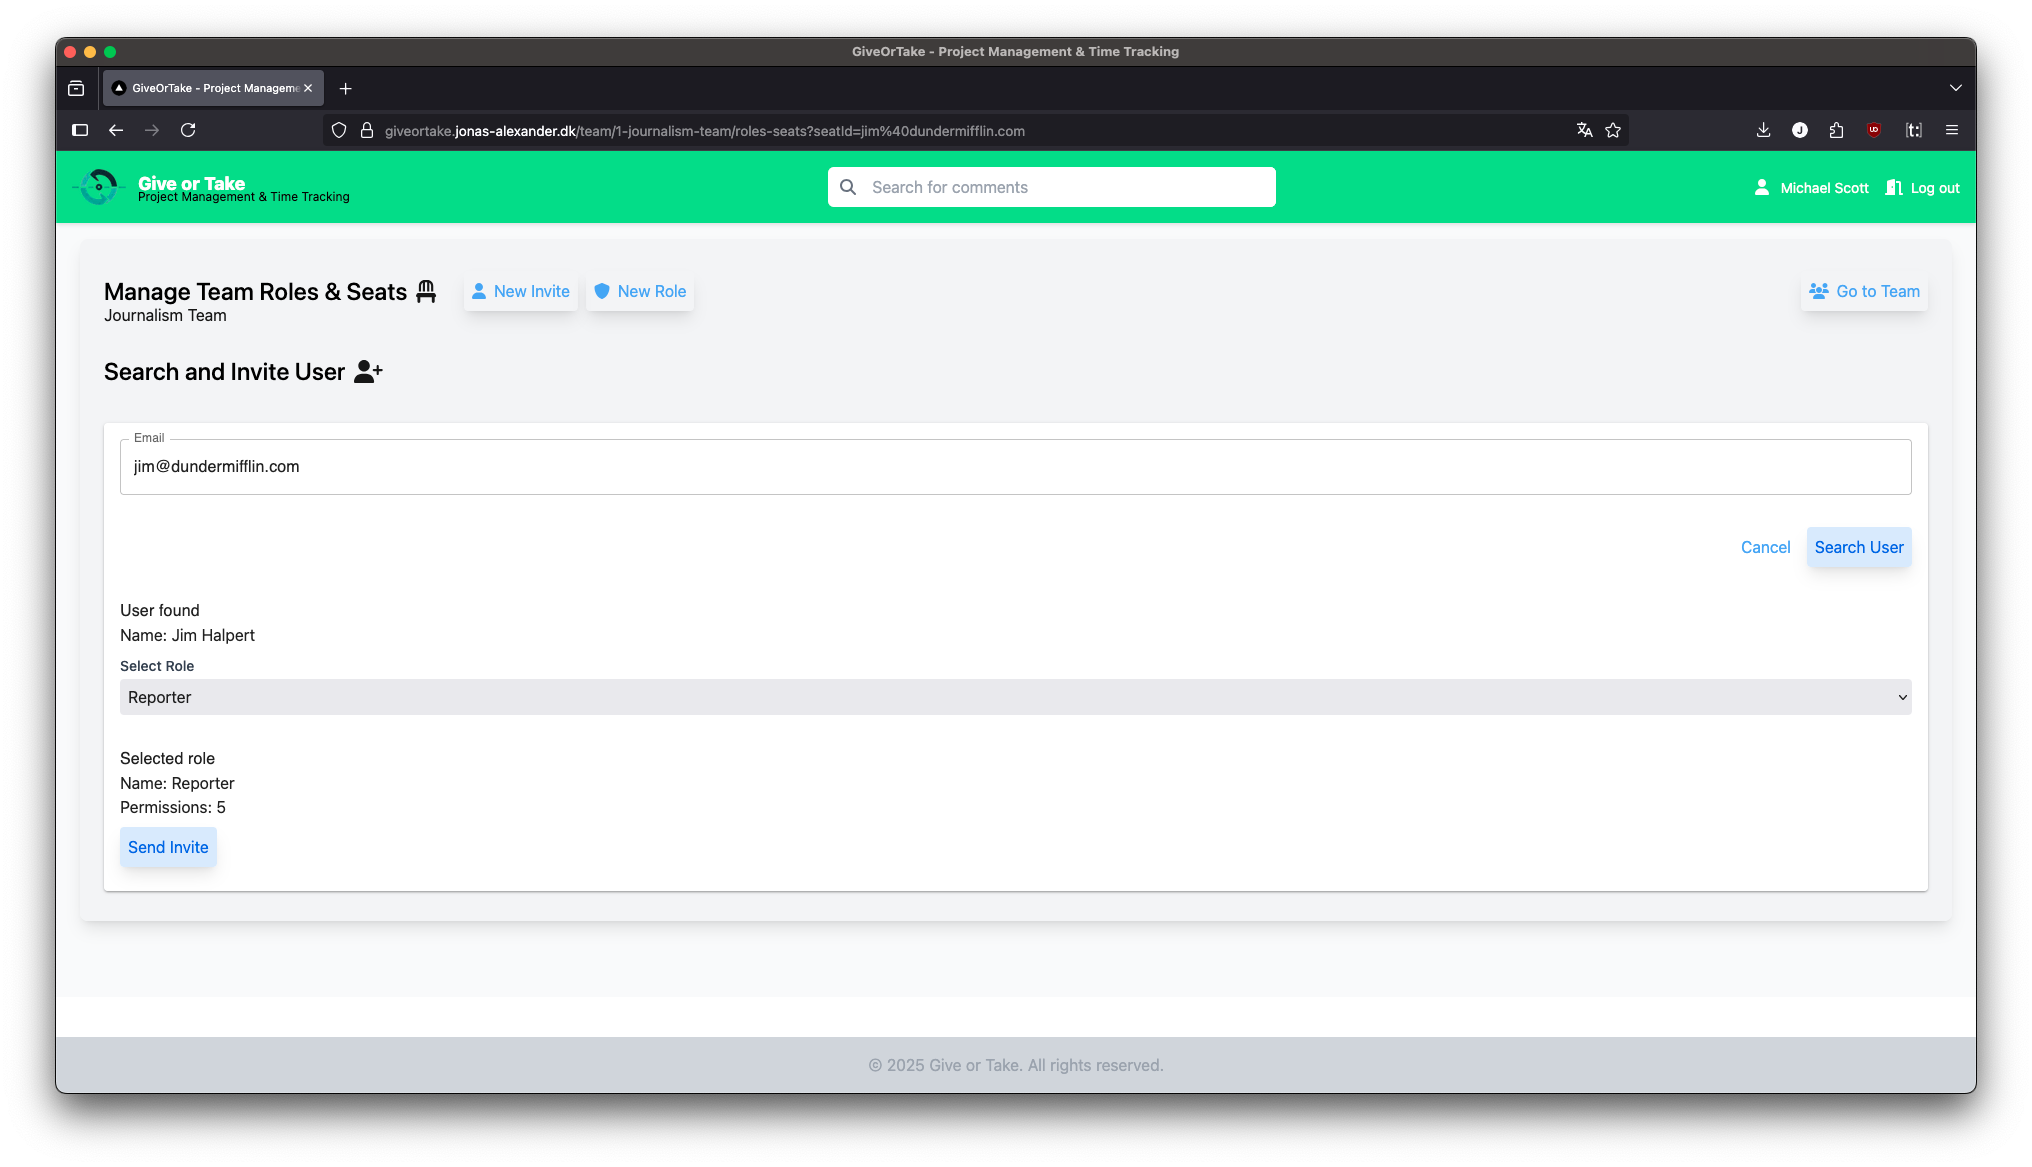 GiveOrTake - Project Management & Time Tracking
GiveOrTake - Project Manageme
giveortake.jonas-alexander.dk/team/1-journalism-team/roles-seats?seatId=jim%40dundermifflin.com
J
UD
[t:]
Give or Take
Project Management & Time Tracking
Search for comments
Michael Scott
Log out
Manage Team Roles & Seats
New Invite
New Role
Go to Team
Journalism Team
Search and Invite User
Email
jim@dundermifflin.com
Cancel
Search User
User found
Name: Jim Halpert
Select Role
Reporter
Selected role
Name: Reporter
Permissions: 5
Send Invite
© 2025 Give or Take. All rights reserved.